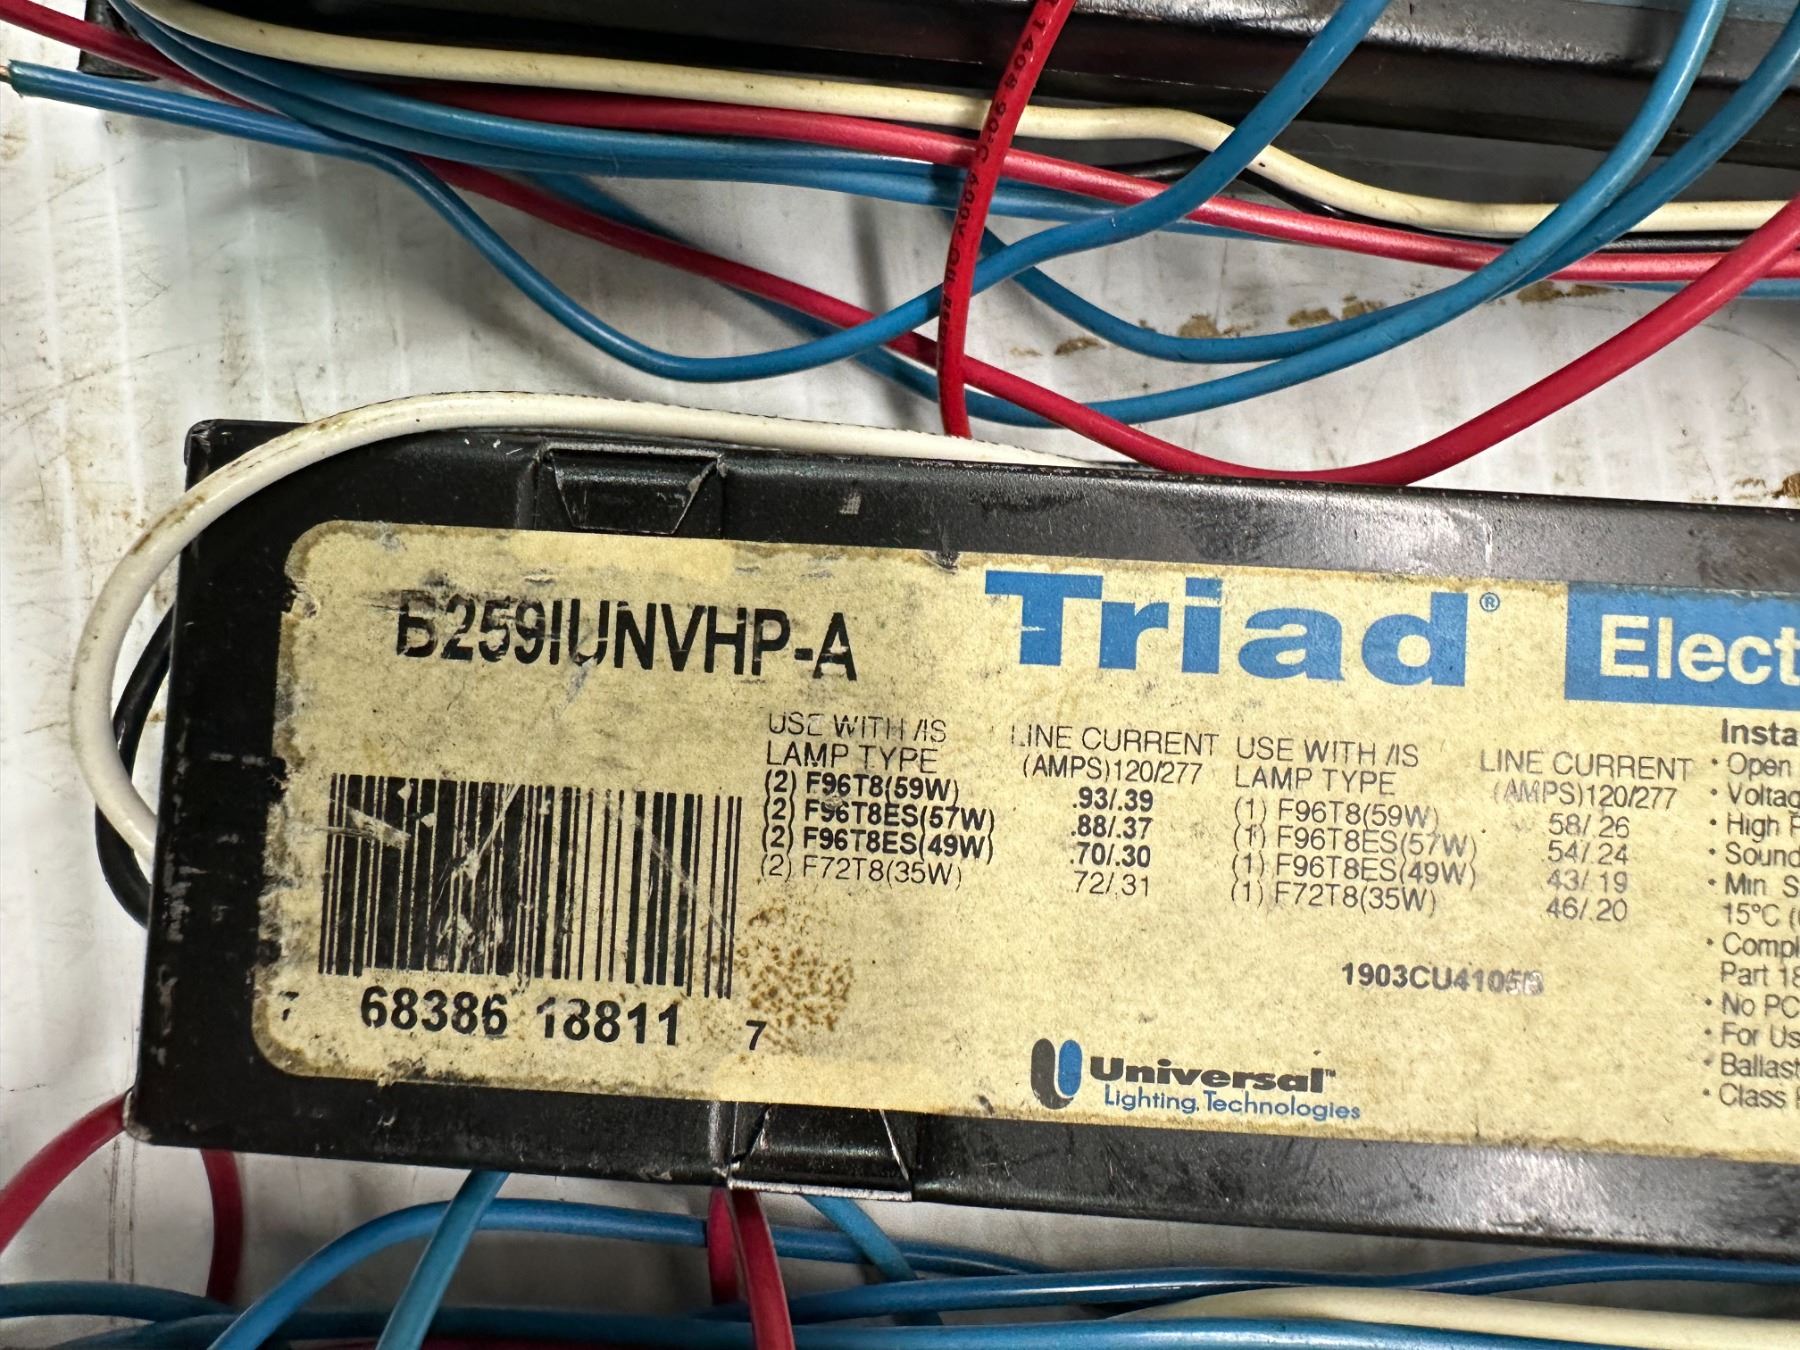 B259IUNVHP-A
Triad®
Elect
USE WITH /IS
LAMP TYPE
(2) F96T8(59W)
(2) F96T8ES(57W)
(2) F96T8ES(49W)
(2) F72T8(35W)
LINE CURRENT
(AMPS)120/277
.93/.39
.88/.37
.70/.30
.72/.31
USE WITH /IS
LAMP TYPE
(1) F96T8(59W)
(1) F96T8ES(57W)
(1) F96T8ES(49W)
(1) F72T8(35W)
LINE CURRENT
(AMPS)120/277
58/.26
.54/.24
.43/.19
.46/.20
Insta
• Open
• Voltag
• High P
• Sound
• Min S
15°C (
• Compl
Part 18
• No PC
• For Us
• Ballast
• Class P
7 68386 18811 7
Universal™
Lighting Technologies